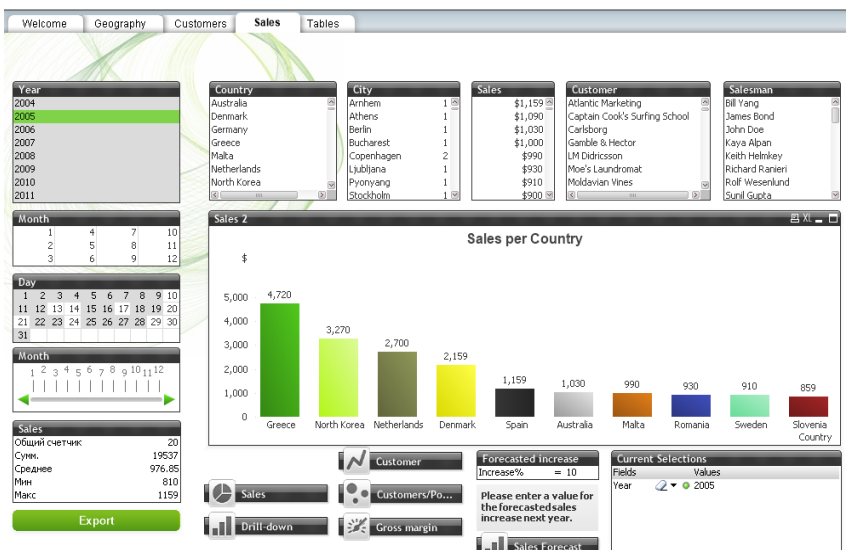 Welcome Geography Customers Sales Tables
Year
2004
2005
2006
2007
2008
2009
2010
2011
Country
Australia
Denmark
Germany
Greece
Malta
Netherlands
North Korea
City
Arnhem 1
Athens 1
Berlin 1
Bucharest 1
Copenhagen 2
Ljubljana 1
Pyonyang 1
Stockholm 1
Sales
$1,159
$1,090
$1,030
$1,000
$990
$930
$910
$900
Customer
Atlantic Marketing
Captain Cook's Surfing School
Carlsborg
Gamble & Hector
LM Didricsson
Moe's Laundromat
Moldavian Vines
Salesman
Bill Yang
James Bond
John Doe
Kaya Alpan
Keith Helmkey
Richard Ranieri
Rolf Wesenlund
Sunil Gupta
Month
1 4 7 10
2 5 8 11
3 6 9 12
Day
1 2 3 4 5 6 7 8 9 10
11 12 13 14 15 16 17 18 19 20
21 22 23 24 25 26 27 28 29 30
31
Month
1 2 3 4 5 6 7 8 9 10 11 12
Sales
Общий счетчик 20
Сумм. 19537
Среднее 976.85
Мин 810
Макс 1159
Export
Sales 2 XL
Sales per Country
$
5,000
4,000
3,000
2,000
1,000
0
4,720 3,270 2,700 2,159 1,159 1,030 990 930 910 859
Greece North Korea Netherlands Denmark Spain Australia Malta Romania Sweden Slovenia
Country
Customer
Sales
Customers/Po...
Drill-down
Gross margin
Forecasted increase
Increase% = 10
Please enter a value for
the forecasted sales
increase next year.
Sales Forecast
Current Selections
Fields Values
Year 2005